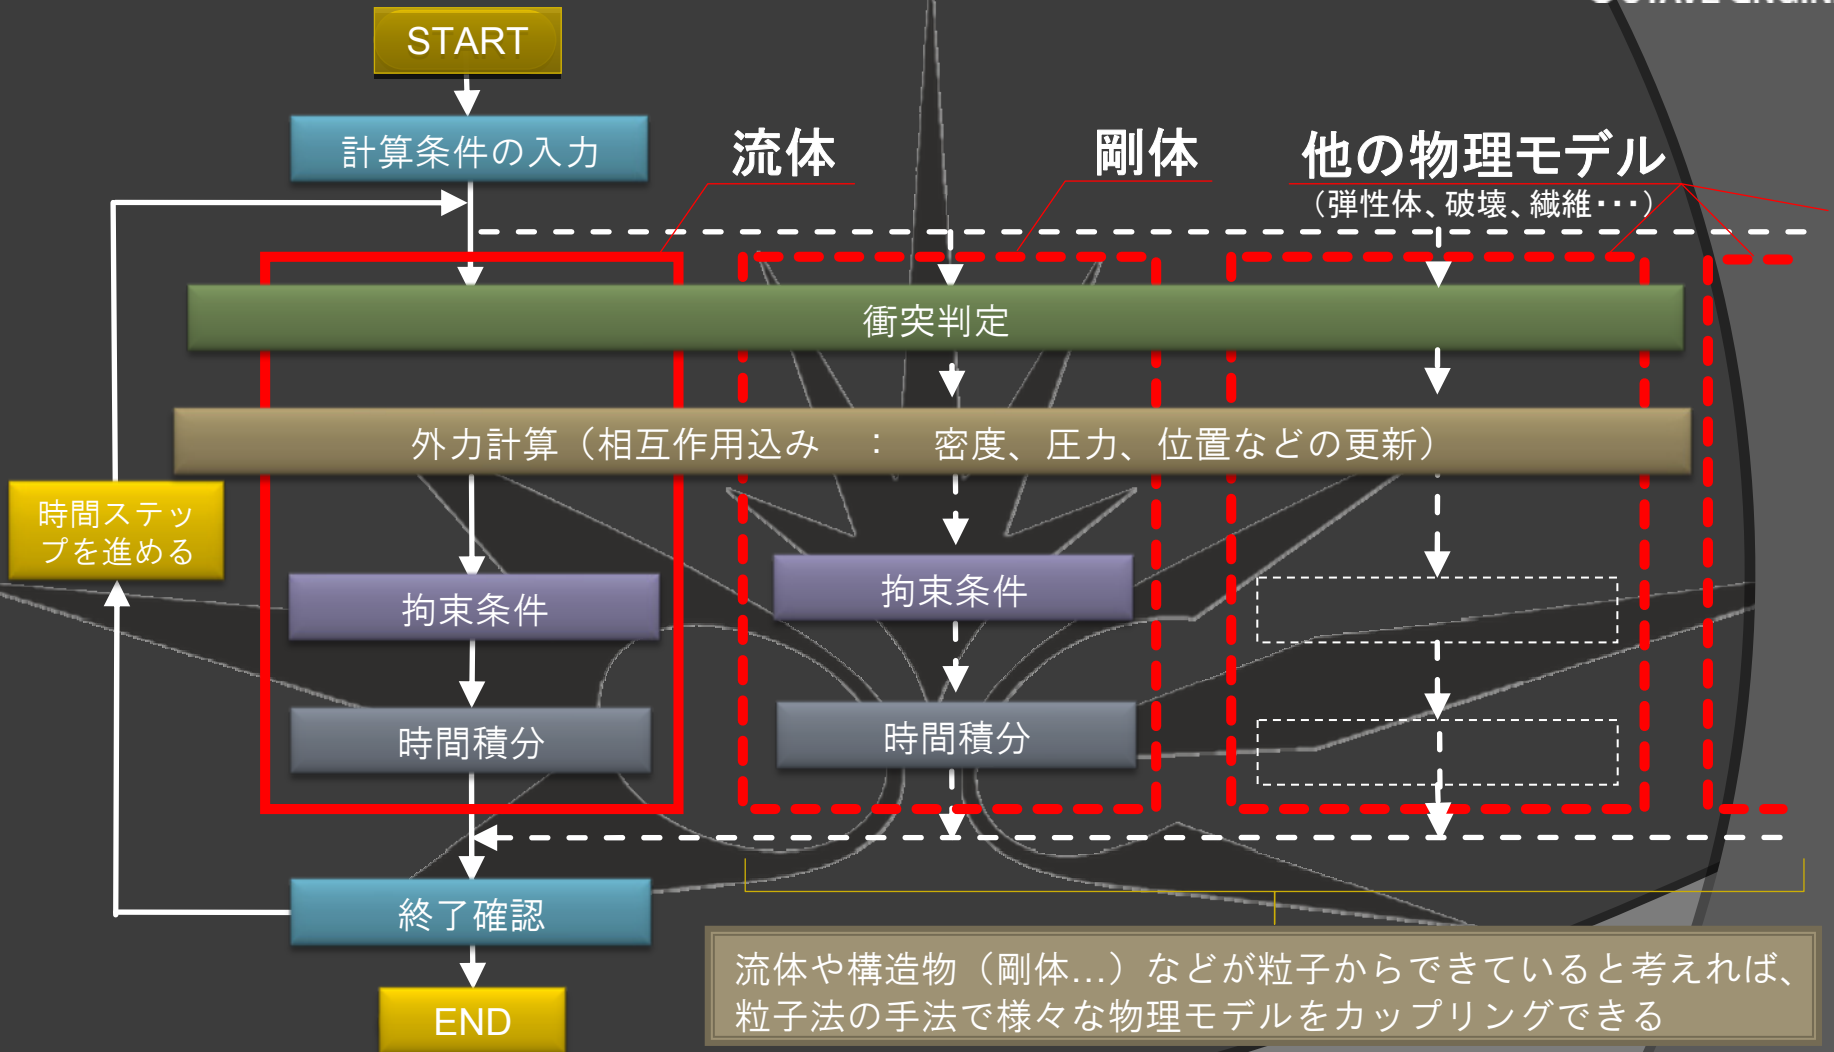 START
計算条件の入力
流体
剛体
他の物理モデル
（弾性体、破壊、繊維･･･）
衝突判定
外力計算（相互作用込み　：　密度、圧力、位置などの更新）
時間ステッ
プを進める
拘束条件
拘束条件
時間積分
時間積分
終了確認
END
流体や構造物（剛体…）などが粒子からできていると考えれば、
粒子法の手法で様々な物理モデルをカップリングできる